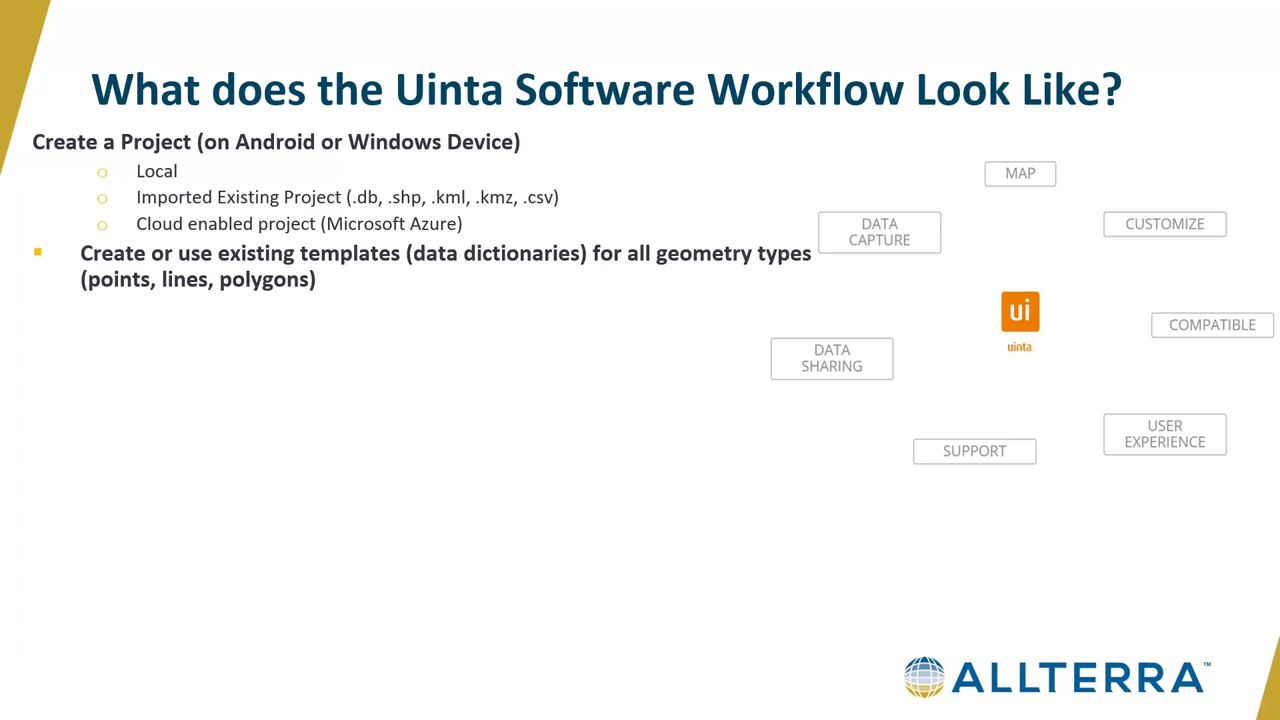 What does the Uinta Software Workflow Look Like?
Create a Project (on Android or Windows Device)
o Local
o Imported Existing Project (.db, .shp, .kml, .kmz, .csv)
o Cloud enabled project (Microsoft Azure)
▪ Create or use existing templates (data dictionaries) for all geometry types
(points, lines, polygons)
MAP
DATA
CAPTURE
CUSTOMIZE
ui
uinta
COMPATIBLE
DATA
SHARING
USER
EXPERIENCE
SUPPORT
ALLTERRA™